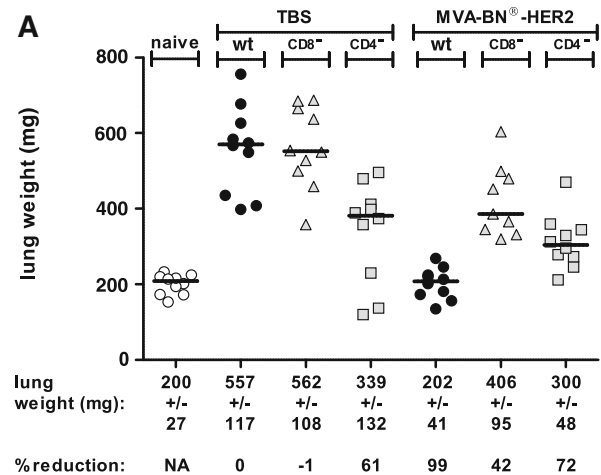 A
TBS
MVA-BN®-HER2
naive wt CD8⁻ CD4⁻ wt CD8⁻ CD4⁻
800
600
400
200
0
lung weight (mg)
lung 200 557 562 339 202 406 300
weight (mg): +/- +/- +/- +/- +/- +/- +/-
27 117 108 132 41 95 48
%reduction: NA 0 -1 61 99 42 72